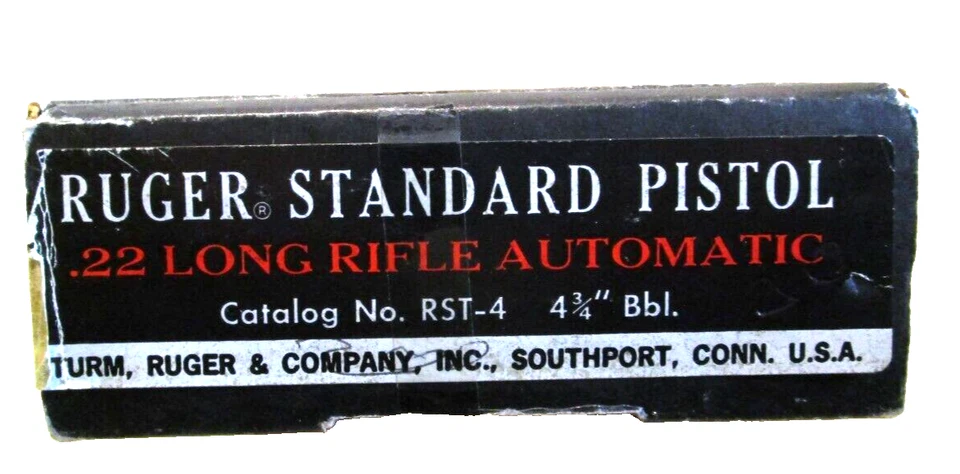 RUGER® STANDARD PISTOL
.22 LONG RIFLE AUTOMATIC
Catalog No. RST-4 4¾" Bbl.
TURM, RUGER & COMPANY, INC., SOUTHPORT, CONN. U.S.A.